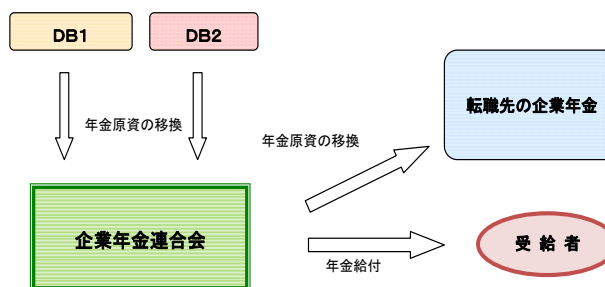 DB1
DB2
年金原資の移換
年金原資の移換
転職先の企業年金
企業年金連合会
受給者
年金給付